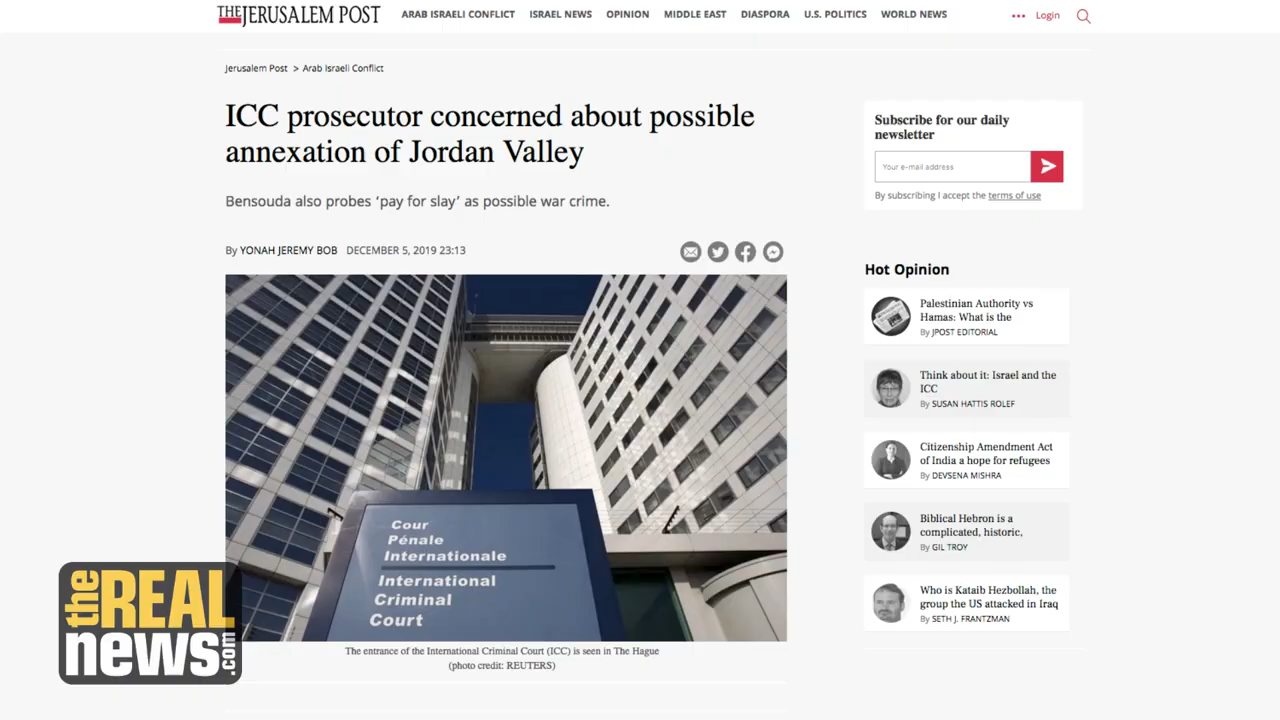 THE JERUSALEM POST
ARAB ISRAELI CONFLICT ISRAEL NEWS OPINION MIDDLE EAST DIASPORA U.S. POLITICS WORLD NEWS
Login
Jerusalem Post > Arab Israeli Conflict
ICC prosecutor concerned about possible
annexation of Jordan Valley
Bensouda also probes ‘pay for slay’ as possible war crime.
By YONAH JEREMY BOB DECEMBER 5, 2019 23:13
Cour
Pénale
Internationale
International
Criminal
Court
The entrance of the International Criminal Court (ICC) is seen in The Hague
(photo credit: REUTERS)
Subscribe for our daily
newsletter
Your e-mail address
By subscribing I accept the terms of use
Hot Opinion
Palestinian Authority vs
Hamas: What is the
By JPOST EDITORIAL
Think about it: Israel and the
ICC
By SUSAN HATTIS ROLEF
Citizenship Amendment Act
of India a hope for refugees
By DEVSENA MISHRA
Biblical Hebron is a
complicated, historic,
By GIL TROY
Who is Kataib Hezbollah, the
group the US attacked in Iraq
By SETH J. FRANTZMAN
the REAL
news.com